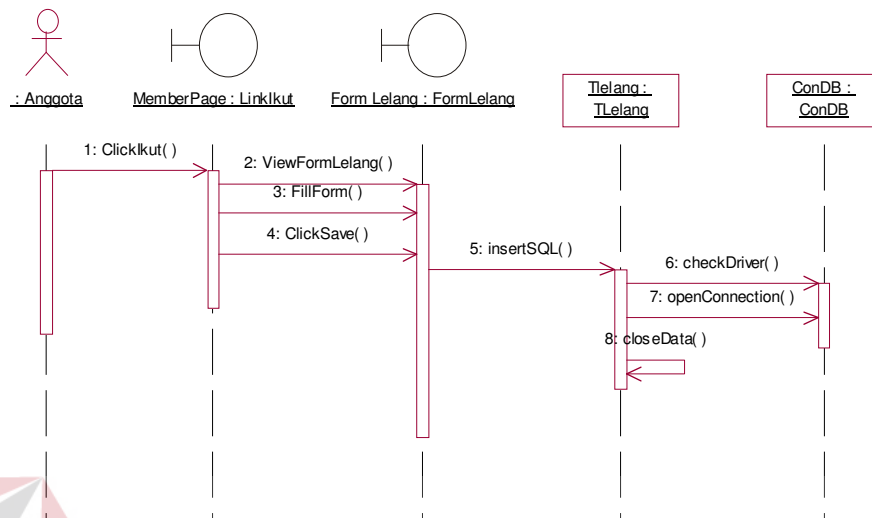 : Anggota
MemberPage : LinkIkut
Form Lelang : FormLelang
Tlelang :
TLelang
ConDB :
ConDB
1: ClickIkut( )
2: ViewFormLelang( )
3: FillForm( )
4: ClickSave( )
5: insertSQL( )
6: checkDriver( )
7: openConnection( )
8: closeData( )